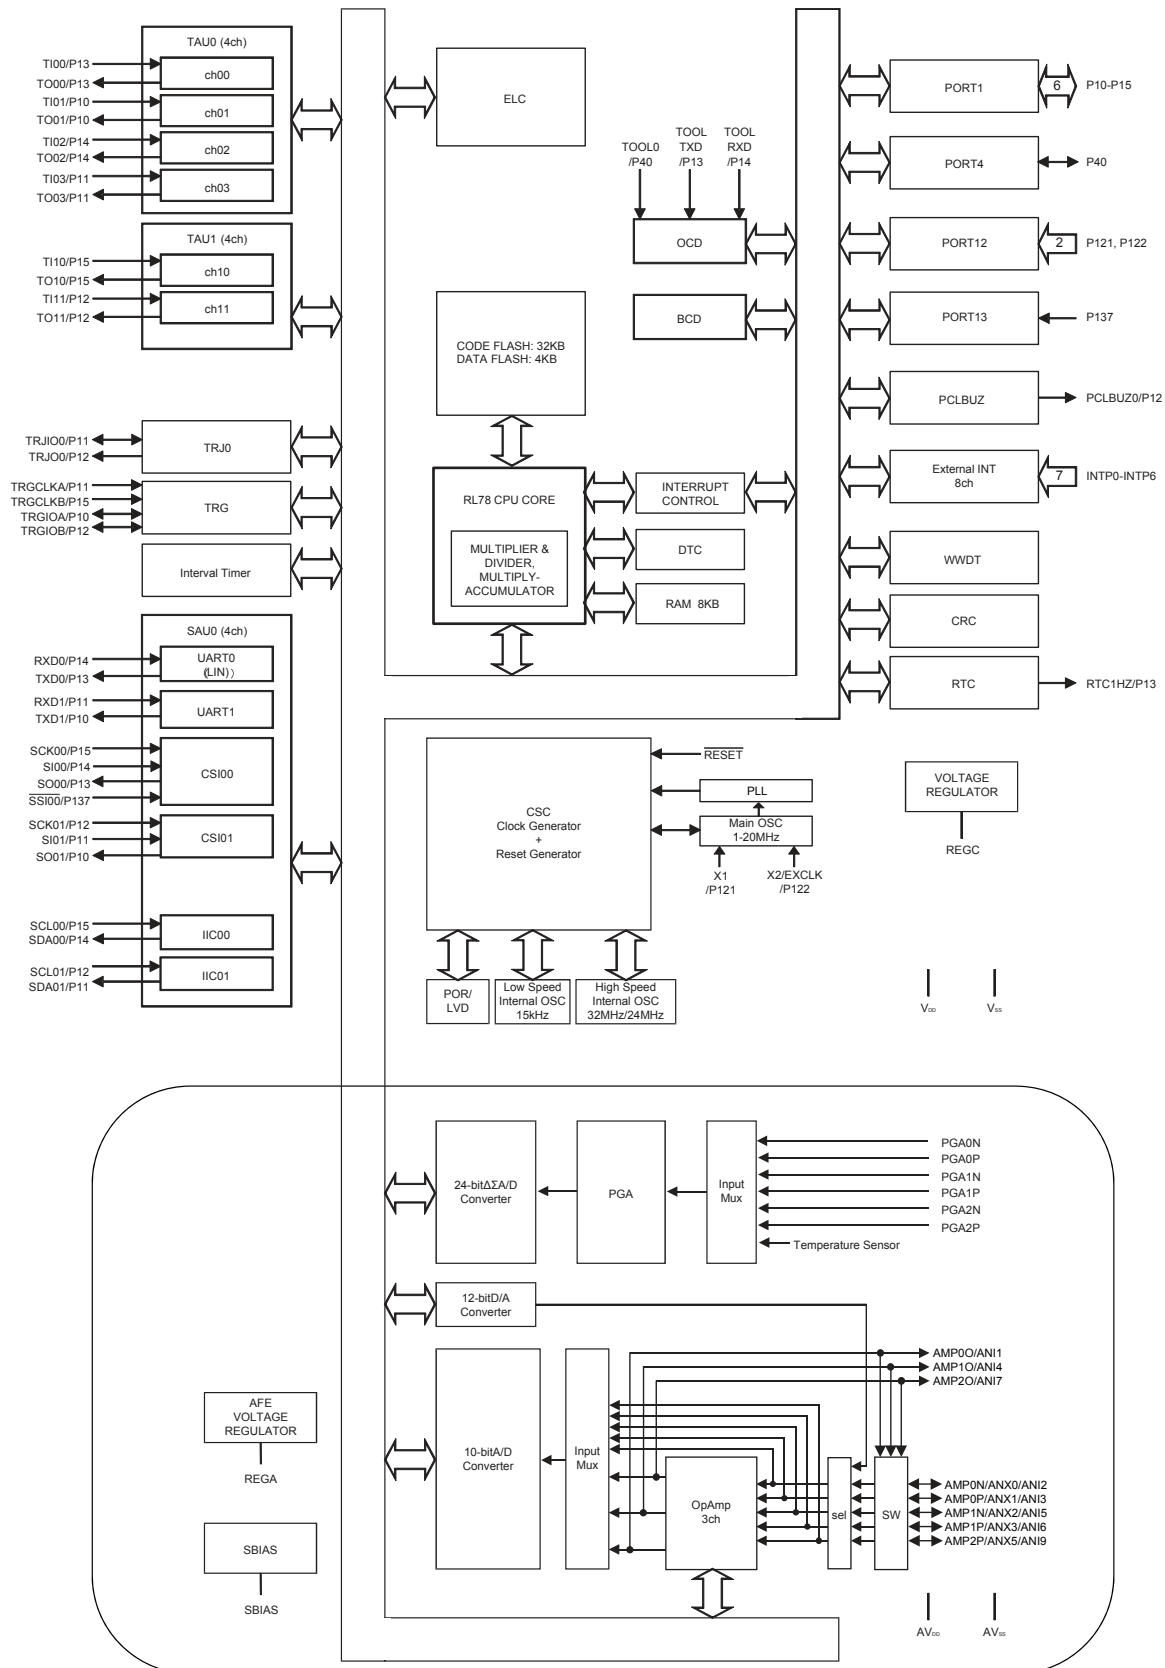 TAU0 (4ch)
TI00/P13
TO00/P13
ch00
TI01/P10
TO01/P10
ch01
TI02/P14
TO02/P14
ch02
TI03/P11
TO03/P11
ch03
TAU1 (4ch)
TI10/P15
TO10/P15
ch10
TI11/P12
TO11/P12
ch11
TRJIO0/P11
TRJO0/P12
TRJ0
TRGCLKA/P11
TRGCLKB/P15
TRGIOA/P10
TRGIOB/P12
TRG
Interval Timer
SAU0 (4ch)
RXD0/P14
TXD0/P13
UART0
(LIN))
RXD1/P11
TXD1/P10
UART1
SCK00/P15
SI00/P14
SO00/P13
SSI00/P137
CSI00
SCK01/P12
SI01/P11
SO01/P10
CSI01
SCL00/P15
SDA00/P14
IIC00
SCL01/P12
SDA01/P11
IIC01
ELC
TOOL0
/P40
TOOL
TXD
/P13
TOOL
RXD
/P14
OCD
BCD
CODE FLASH: 32KB
DATA FLASH: 4KB
RL78 CPU CORE
MULTIPLIER &
DIVIDER,
MULTIPLY-
ACCUMULATOR
INTERRUPT
CONTROL
DTC
RAM 8KB
PORT1
6
P10-P15
PORT4
P40
PORT12
2
P121, P122
PORT13
P137
PCLBUZ
PCLBUZ0/P12
External INT
8ch
7
INTP0-INTP6
WWDT
CRC
RTC
RTC1HZ/P13
CSC
Clock Generator
+
Reset Generator
RESET
PLL
Main OSC
1-20MHz
X1
/P121
X2/EXCLK
/P122
POR/
LVD
Low Speed
Internal OSC
15kHz
High Speed
Internal OSC
32MHz/24MHz
VOLTAGE
REGULATOR
REGC
VDD
VSS
24-bitΔΣA/D
Converter
PGA
Input
Mux
PGA0N
PGA0P
PGA1N
PGA1P
PGA2N
PGA2P
Temperature Sensor
12-bitD/A
Converter
10-bitA/D
Converter
Input
Mux
OpAmp
3ch
sel
SW
AMP0O/ANI1
AMP1O/ANI4
AMP2O/ANI7
AMP0N/ANX0/ANI2
AMP0P/ANX1/ANI3
AMP1N/ANX2/ANI5
AMP1P/ANX3/ANI6
AMP2P/ANX5/ANI9
AFE
VOLTAGE
REGULATOR
REGA
SBIAS
SBIAS
AVDD
AVSS